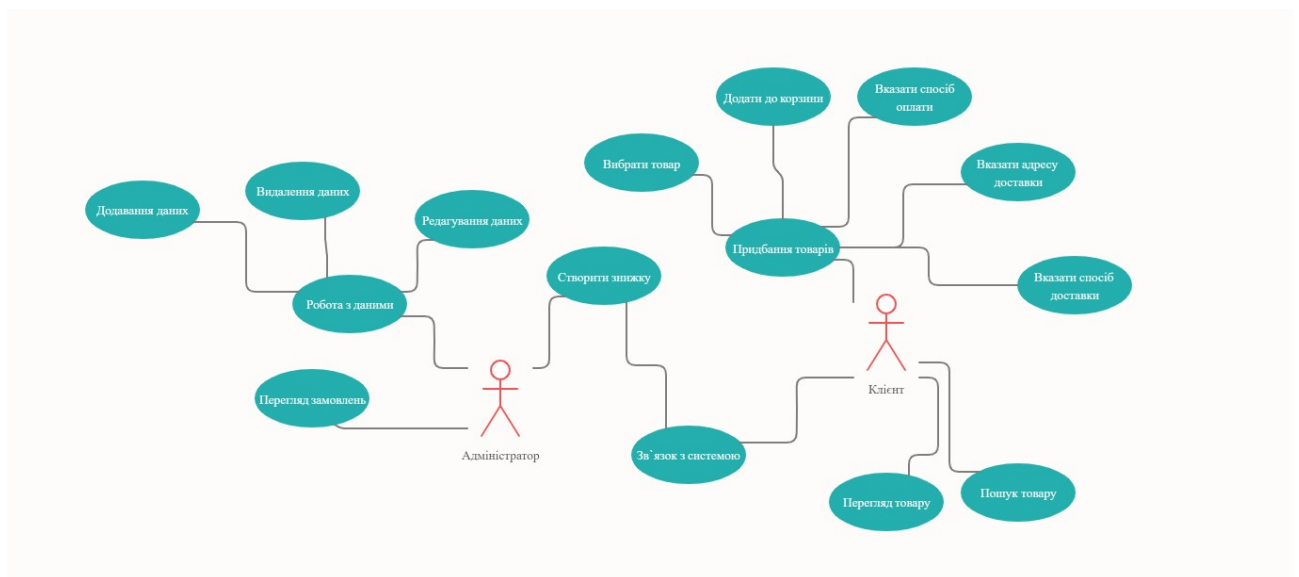 Додати до корзини
Вказати спосіб
оплати
Вибрати товар
Вказати адресу
доставки
Додавання даних
Видалення даних
Редагування даних
Придбання товарів
Створити знижку
Вказати спосіб
доставки
Робота з даними
Перегляд замовлень
Клієнт
Адміністратор
Зв`язок з системою
Перегляд товару
Пошук товару